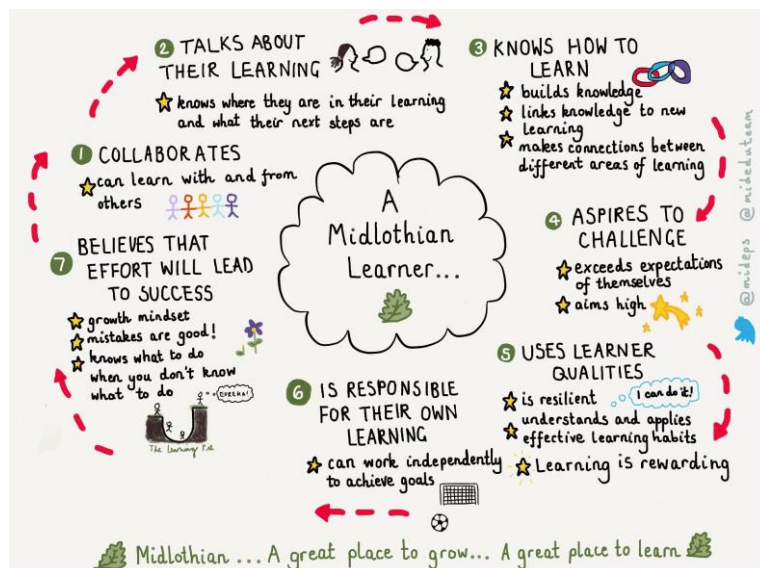 A
Midlothian
Learner...
1 COLLABORATES
can learn with and from
others
2 TALKS ABOUT
THEIR LEARNING
knows where they are in their learning
and what their next steps are
3 KNOWS HOW TO
LEARN
builds knowledge
links knowledge to new
learning
makes connections between
different areas of learning
4 ASPIRES TO
CHALLENGE
exceeds expectations
of themselves
aims high
5 USES LEARNER
QUALITIES
is resilient
I can do it!
understands and applies
effective learning habits
Learning is rewarding
6 IS RESPONSIBLE
FOR THEIR OWN
LEARNING
can work independently
to achieve goals
7 BELIEVES THAT
EFFORT WILL LEAD
TO SUCCESS
growth mindset
mistakes are good!
knows what to do
when you don't know
what to do
EUREKA!
The Learning Pit
@mideps @mideduteam
Midlothian ... A great place to grow... A great place to learn